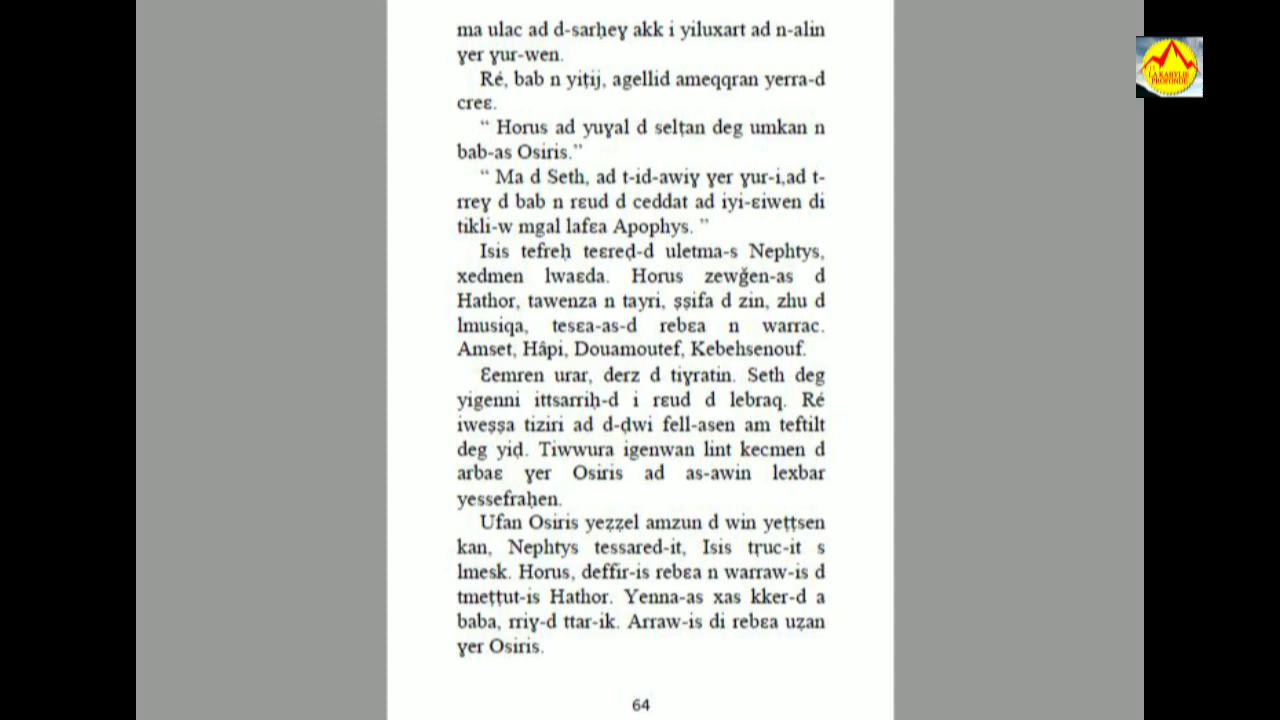 ma ulac ad d-sarḥeɣ akk i yiluxart ad n-alin
ɣer ɣur-wen.
Ré, bab n yiṭij, agellid ameqqran yerra-d
creɛ.
“ Horus ad yuɣal d selṭan deg umkan n
bab-as Osiris.”
“ Ma d Seth, ad t-id-awiɣ ɣer ɣur-i,ad t-
rreɣ d bab n rɛud d ceddat ad iyi-ɛiwen di
tikli-w mgal lafɛa Apophys. ”
Isis tefreḥ teɛreḍ-d uletma-s Nephtys,
xedmen lwaɛda. Horus zewǧen-as d
Hathor, tawenza n tayri, ṣṣifa d zin, zhu d
lmusiqa, tesɛa-as-d rebɛa n warrac.
Amset, Hâpi, Douamoutef, Kebehsenouf.
Ɛemren urar, derz d tiɣratin. Seth deg
yigenni ittsarriḥ-d i rɛud d lebraq. Ré
iweṣṣa tiziri ad d-ḍwi fell-asen am teftilt
deg yiḍ. Tiwwura igenwan lint kecmen d
arbaɛ ɣer Osiris ad as-awin lexbar
yessefraḥen.
Ufan Osiris yeẓẓel amzun d win yeṭṭsen
kan, Nephtys tessared-it, Isis tṛuc-it s
lmesk. Horus, deffir-is rebɛa n warraw-is d
tmeṭṭut-is Hathor. Yenna-as xas kker-d a
baba, rriɣ-d ttar-ik. Arraw-is di rebɛa uẓan
ɣer Osiris.
64
LA KABYLIE
PROFONDE